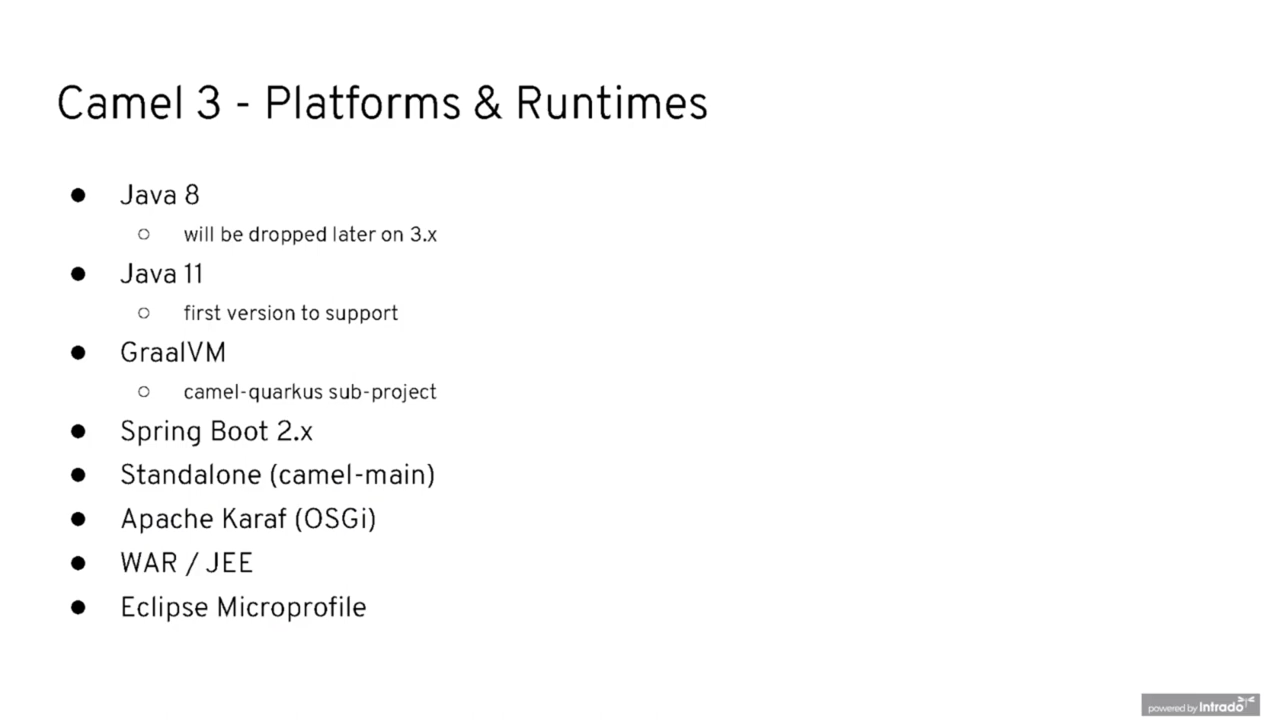 Camel 3 - Platforms & Runtimes
● Java 8
○ will be dropped later on 3.x
● Java 11
○ first version to support
● GraalVM
○ camel-quarkus sub-project
● Spring Boot 2.x
● Standalone (camel-main)
● Apache Karaf (OSGi)
● WAR / JEE
● Eclipse Microprofile
powered by Intrado